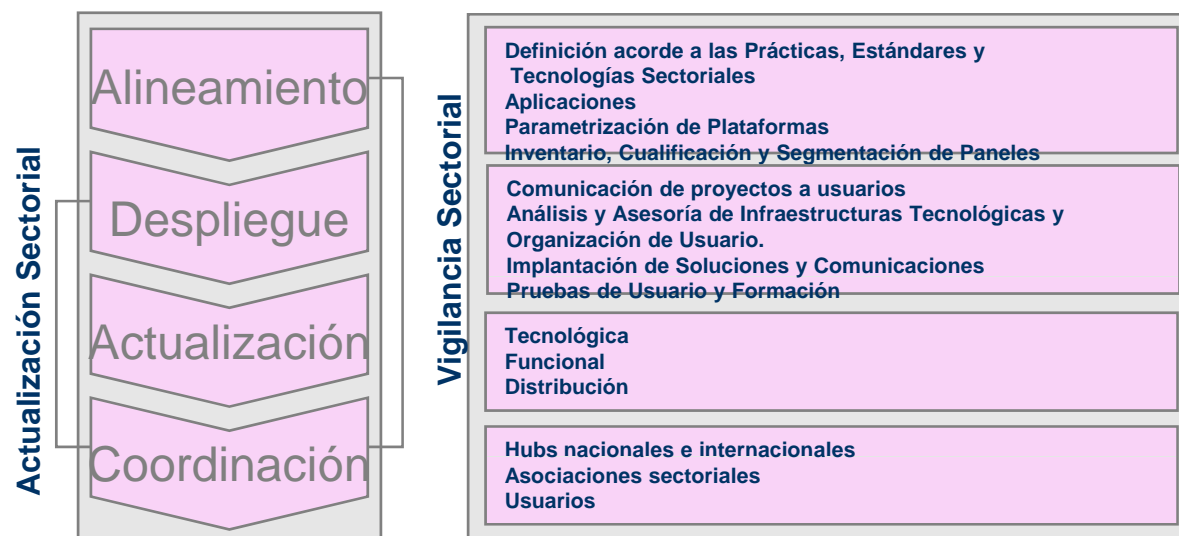 Actualización Sectorial
Alineamiento
Despliegue
Actualización
Coordinación
Vigilancia Sectorial
Definición acorde a las Prácticas, Estándares y
Tecnologías Sectoriales
Aplicaciones
Parametrización de Plataformas
Inventario, Cualificación y Segmentación de Paneles
Comunicación de proyectos a usuarios
Análisis y Asesoría de Infraestructuras Tecnológicas y
Organización de Usuario.
Implantación de Soluciones y Comunicaciones
Pruebas de Usuario y Formación
Tecnológica
Funcional
Distribución
Hubs nacionales e internacionales
Asociaciones sectoriales
Usuarios